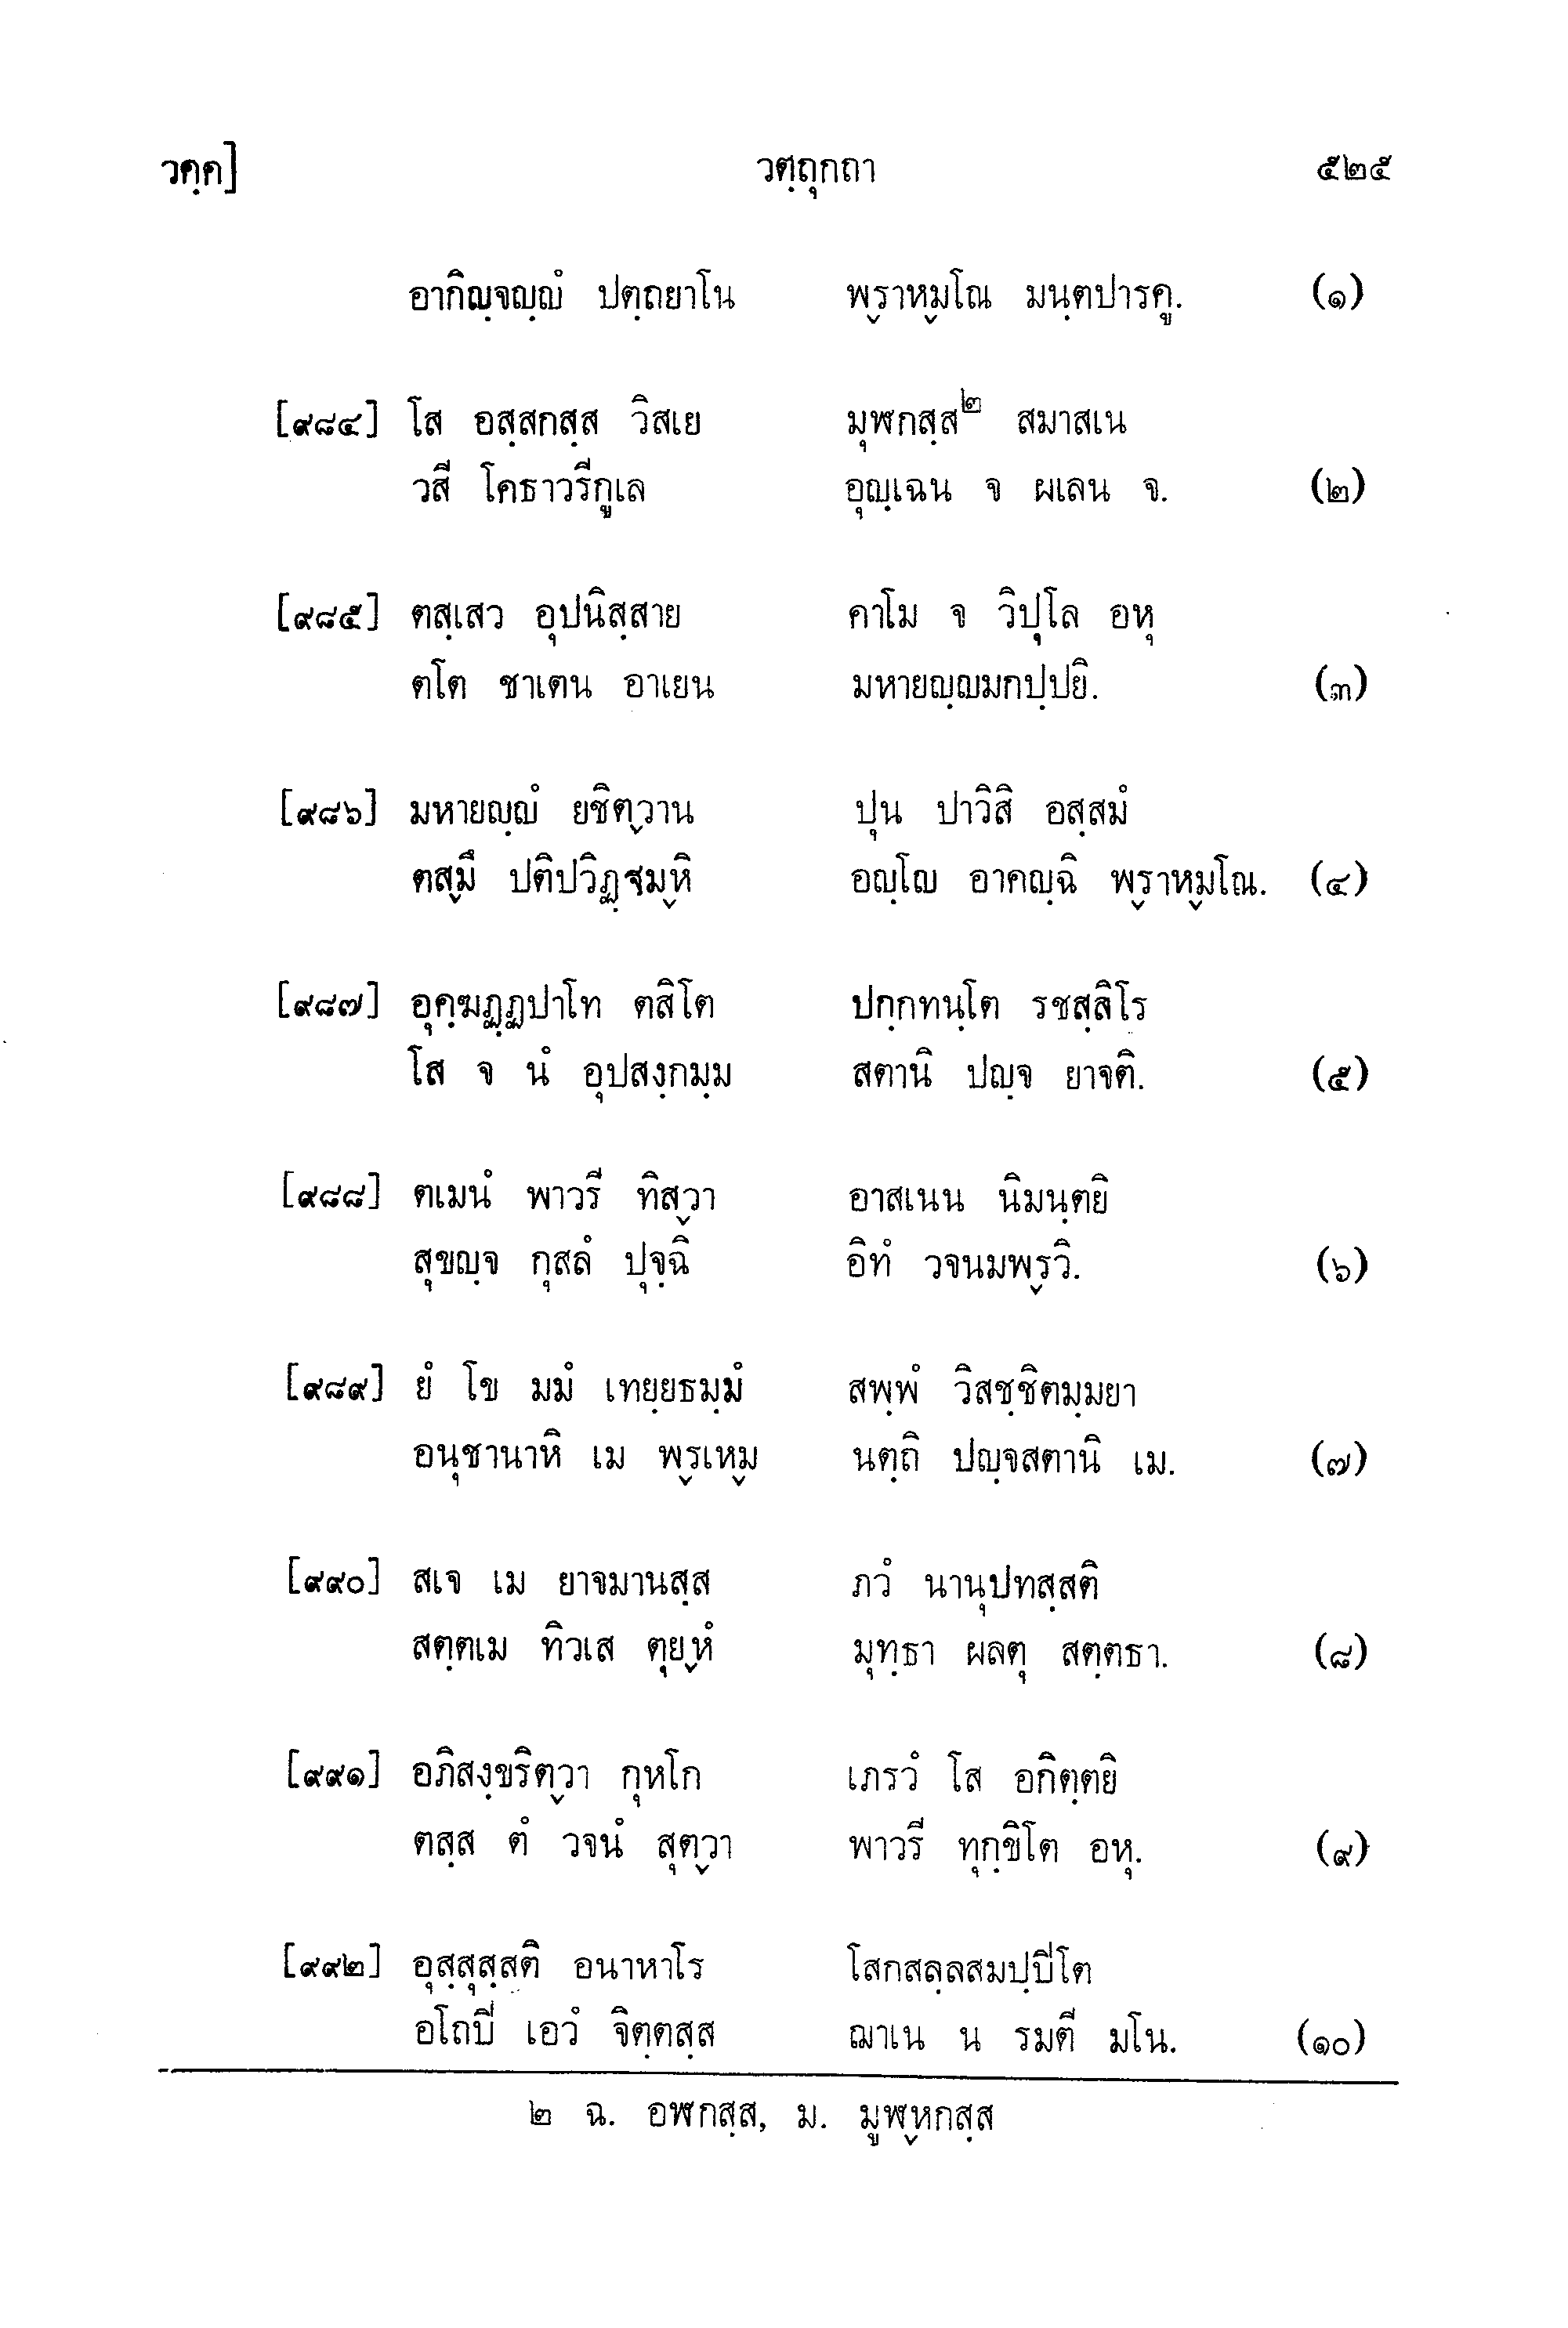 วคฺค] วตฺถุกถา ๕๒๕
อากิญฺจญฺญํ ปตฺถยาโน พฺราหฺมโณ มนฺตปารคู. (๑)
[๙๘๔] โส อสฺสกสฺส วิสเย มุฬกสฺส๒ สมาสเน
วสี โคธาวรีกูเล อุญฺเฉน จ ผเลน จ. (๒)
[๙๘๕] ตสฺเสว อุปนิสฺสาย คาโม จ วิปุโล อหุ
ตโต ชาเตน อาเยน มหายญฺญมกปฺปยิ. (๓)
[๙๘๖] มหายญฺญํ ยชิตฺวาน ปุน ปาวิสิ อสฺสมํ
ตสฺมึ ปติปวิฏฺฐมฺหิ อญฺโญ อาคญฺฉิ พฺราหฺมโณ. (๔)
[๙๘๗] อุคฺฆฏฺฏปาโท ตสิโต ปกฺกทนฺโต รชสฺสิโร
โส จ นํ อุปสงฺกมฺม สตานิ ปญฺจ ยาจติ. (๕)
[๙๘๘] ตเมนํ พาวรี ทิสฺวา อาสเนน นิมนฺตยิ
สุขญฺจ กุสลํ ปุจฺฉิ อิทํ วจนมพฺรวิ. (๖)
[๙๘๙] ยํ โข มมํ เทยฺยธมฺมํ สพฺพํ วิสชฺชิตมฺมยา
อนุชานาหิ เม พฺรเหฺม นตฺถิ ปญฺจสตานิ เม. (๗)
[๙๙๐] สเจ เม ยาจมานสฺส ภวํ นานุปทสฺสติ
สตฺตเม ทิวเส ตุยฺหํ มุทฺธา ผลตุ สตฺตธา. (๘)
[๙๙๑] อภิสงฺขริตฺวา กุหโก เภรวํ โส อกิตฺตยิ
ตสฺส ตํ วจนํ สุตฺวา พาวรี ทุกฺขิโต อหุ. (๙)
[๙๙๒] อุสฺสุสฺสติ อนาหาโร โสกสลฺลสมปฺปิโต
อโถปิ เอวํ จิตฺตสฺส ฌาเน น รมตี มโน. (๑๐)
๒ ฉ. อฬกสฺส, ม. มูฬฺหกสฺส